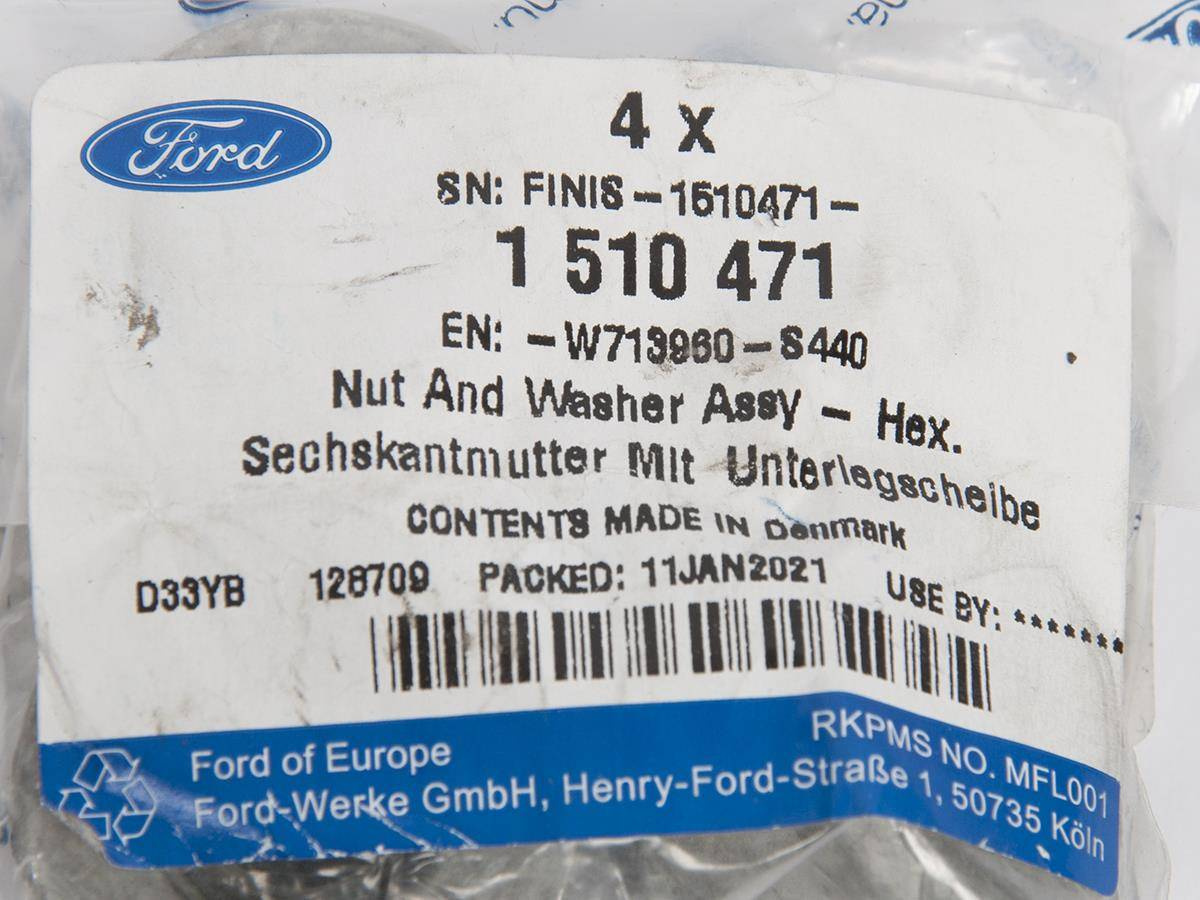 Ford
4 x
SN: FINIS-1510471-
1 510 471
EN: -W713960-S440
Nut And Washer Assy - Hex.
Sechskantmutter Mit Unterlegscheibe
CONTENTS MADE IN Denmark
D33YB 128709 PACKED: 11JAN2021 USE BY: *******
RKPMS NO. MFL001
Ford of Europe
Ford-Werke GmbH, Henry-Ford-Straße 1, 50735 Köln